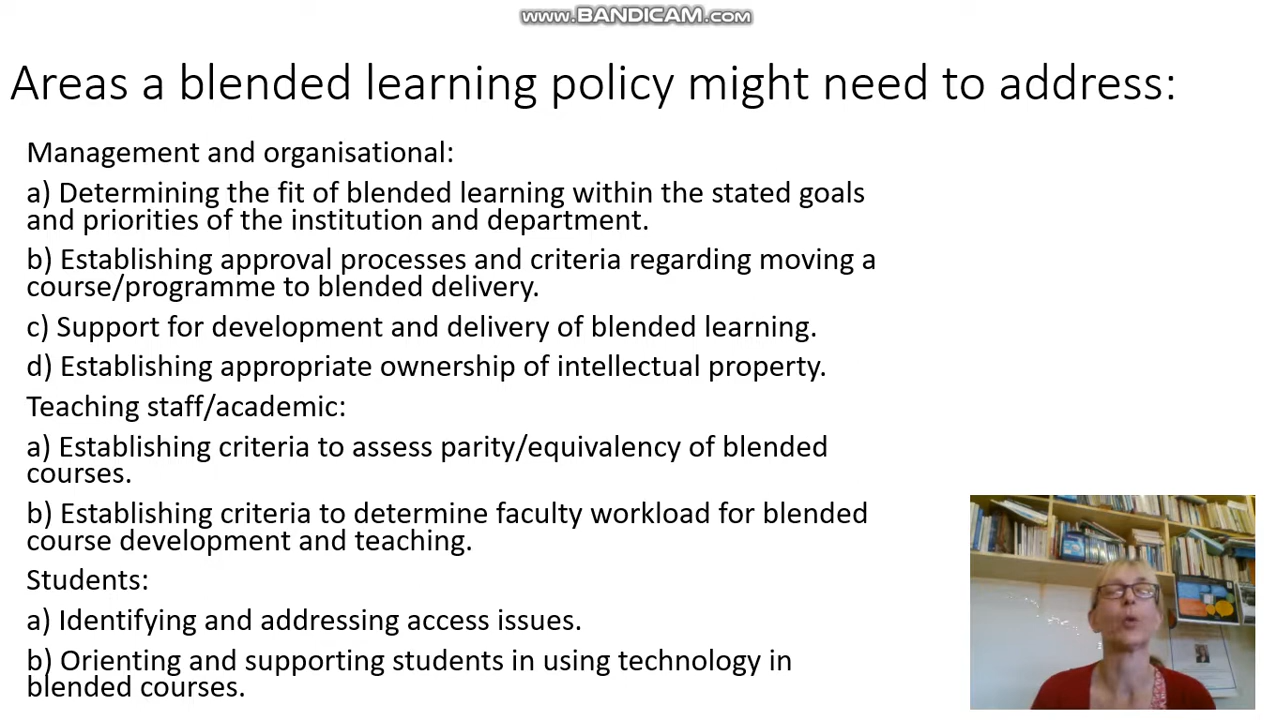 www.BANDICAM.com
Areas a blended learning policy might need to address:
Management and organisational:
a) Determining the fit of blended learning within the stated goals
and priorities of the institution and department.
b) Establishing approval processes and criteria regarding moving a
course/programme to blended delivery.
c) Support for development and delivery of blended learning.
d) Establishing appropriate ownership of intellectual property.
Teaching staff/academic:
a) Establishing criteria to assess parity/equivalency of blended
courses.
b) Establishing criteria to determine faculty workload for blended
course development and teaching.
Students:
a) Identifying and addressing access issues.
b) Orienting and supporting students in using technology in
blended courses.